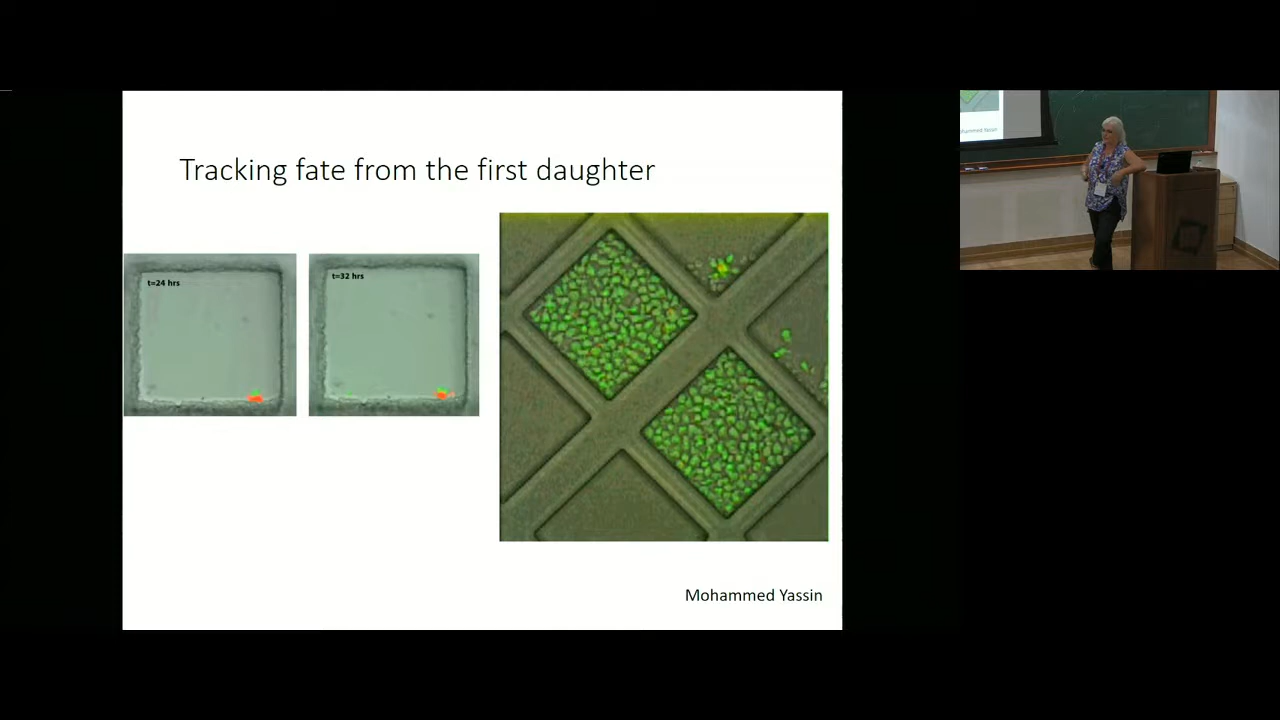 Tracking fate from the first daughter
t=24 hrs
t=32 hrs
Mohammed Yassin